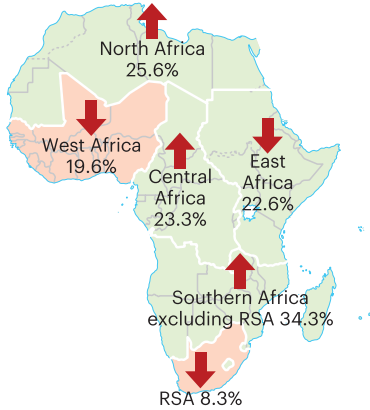 North Africa
25.6%
West Africa
19.6%
Central
Africa
23.3%
East
Africa
22.6%
Southern Africa
excluding RSA 34.3%
RSA 8.3%